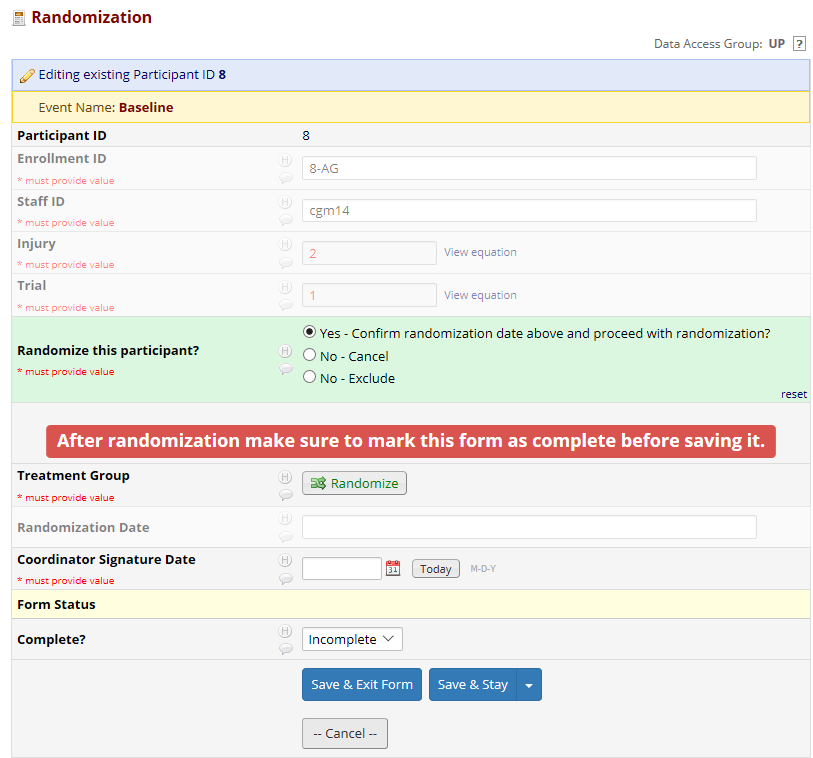 Randomization
Data Access Group: UP ?
Editing existing Participant ID 8
Event Name: Baseline
Participant ID 8
Enrollment ID
* must provide value
H
8-AG
Staff ID
* must provide value
H
cgm14
Injury
* must provide value
H
2 View equation
Trial
* must provide value
H
1 View equation
Randomize this participant?
* must provide value
H
Yes - Confirm randomization date above and proceed with randomization?
No - Cancel
No - Exclude
reset
After randomization make sure to mark this form as complete before saving it.
Treatment Group
* must provide value
H
Randomize
Randomization Date
H
Coordinator Signature Date
* must provide value
H
31 Today M-D-Y
Form Status
Complete?
H
Incomplete
Save & Exit Form Save & Stay
-- Cancel --